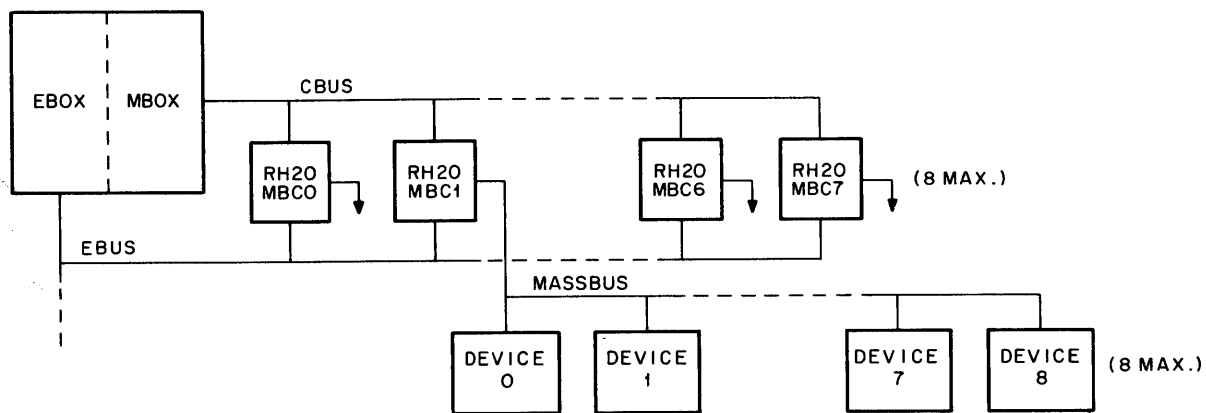 EBOX
MBOX
CBUS
RH20
MBC0
RH20
MBC1
RH20
MBC6
RH20
MBC7
(8 MAX.)
EBUS
MASSBUS
DEVICE
0
DEVICE
1
DEVICE
7
DEVICE
8
(8 MAX.)